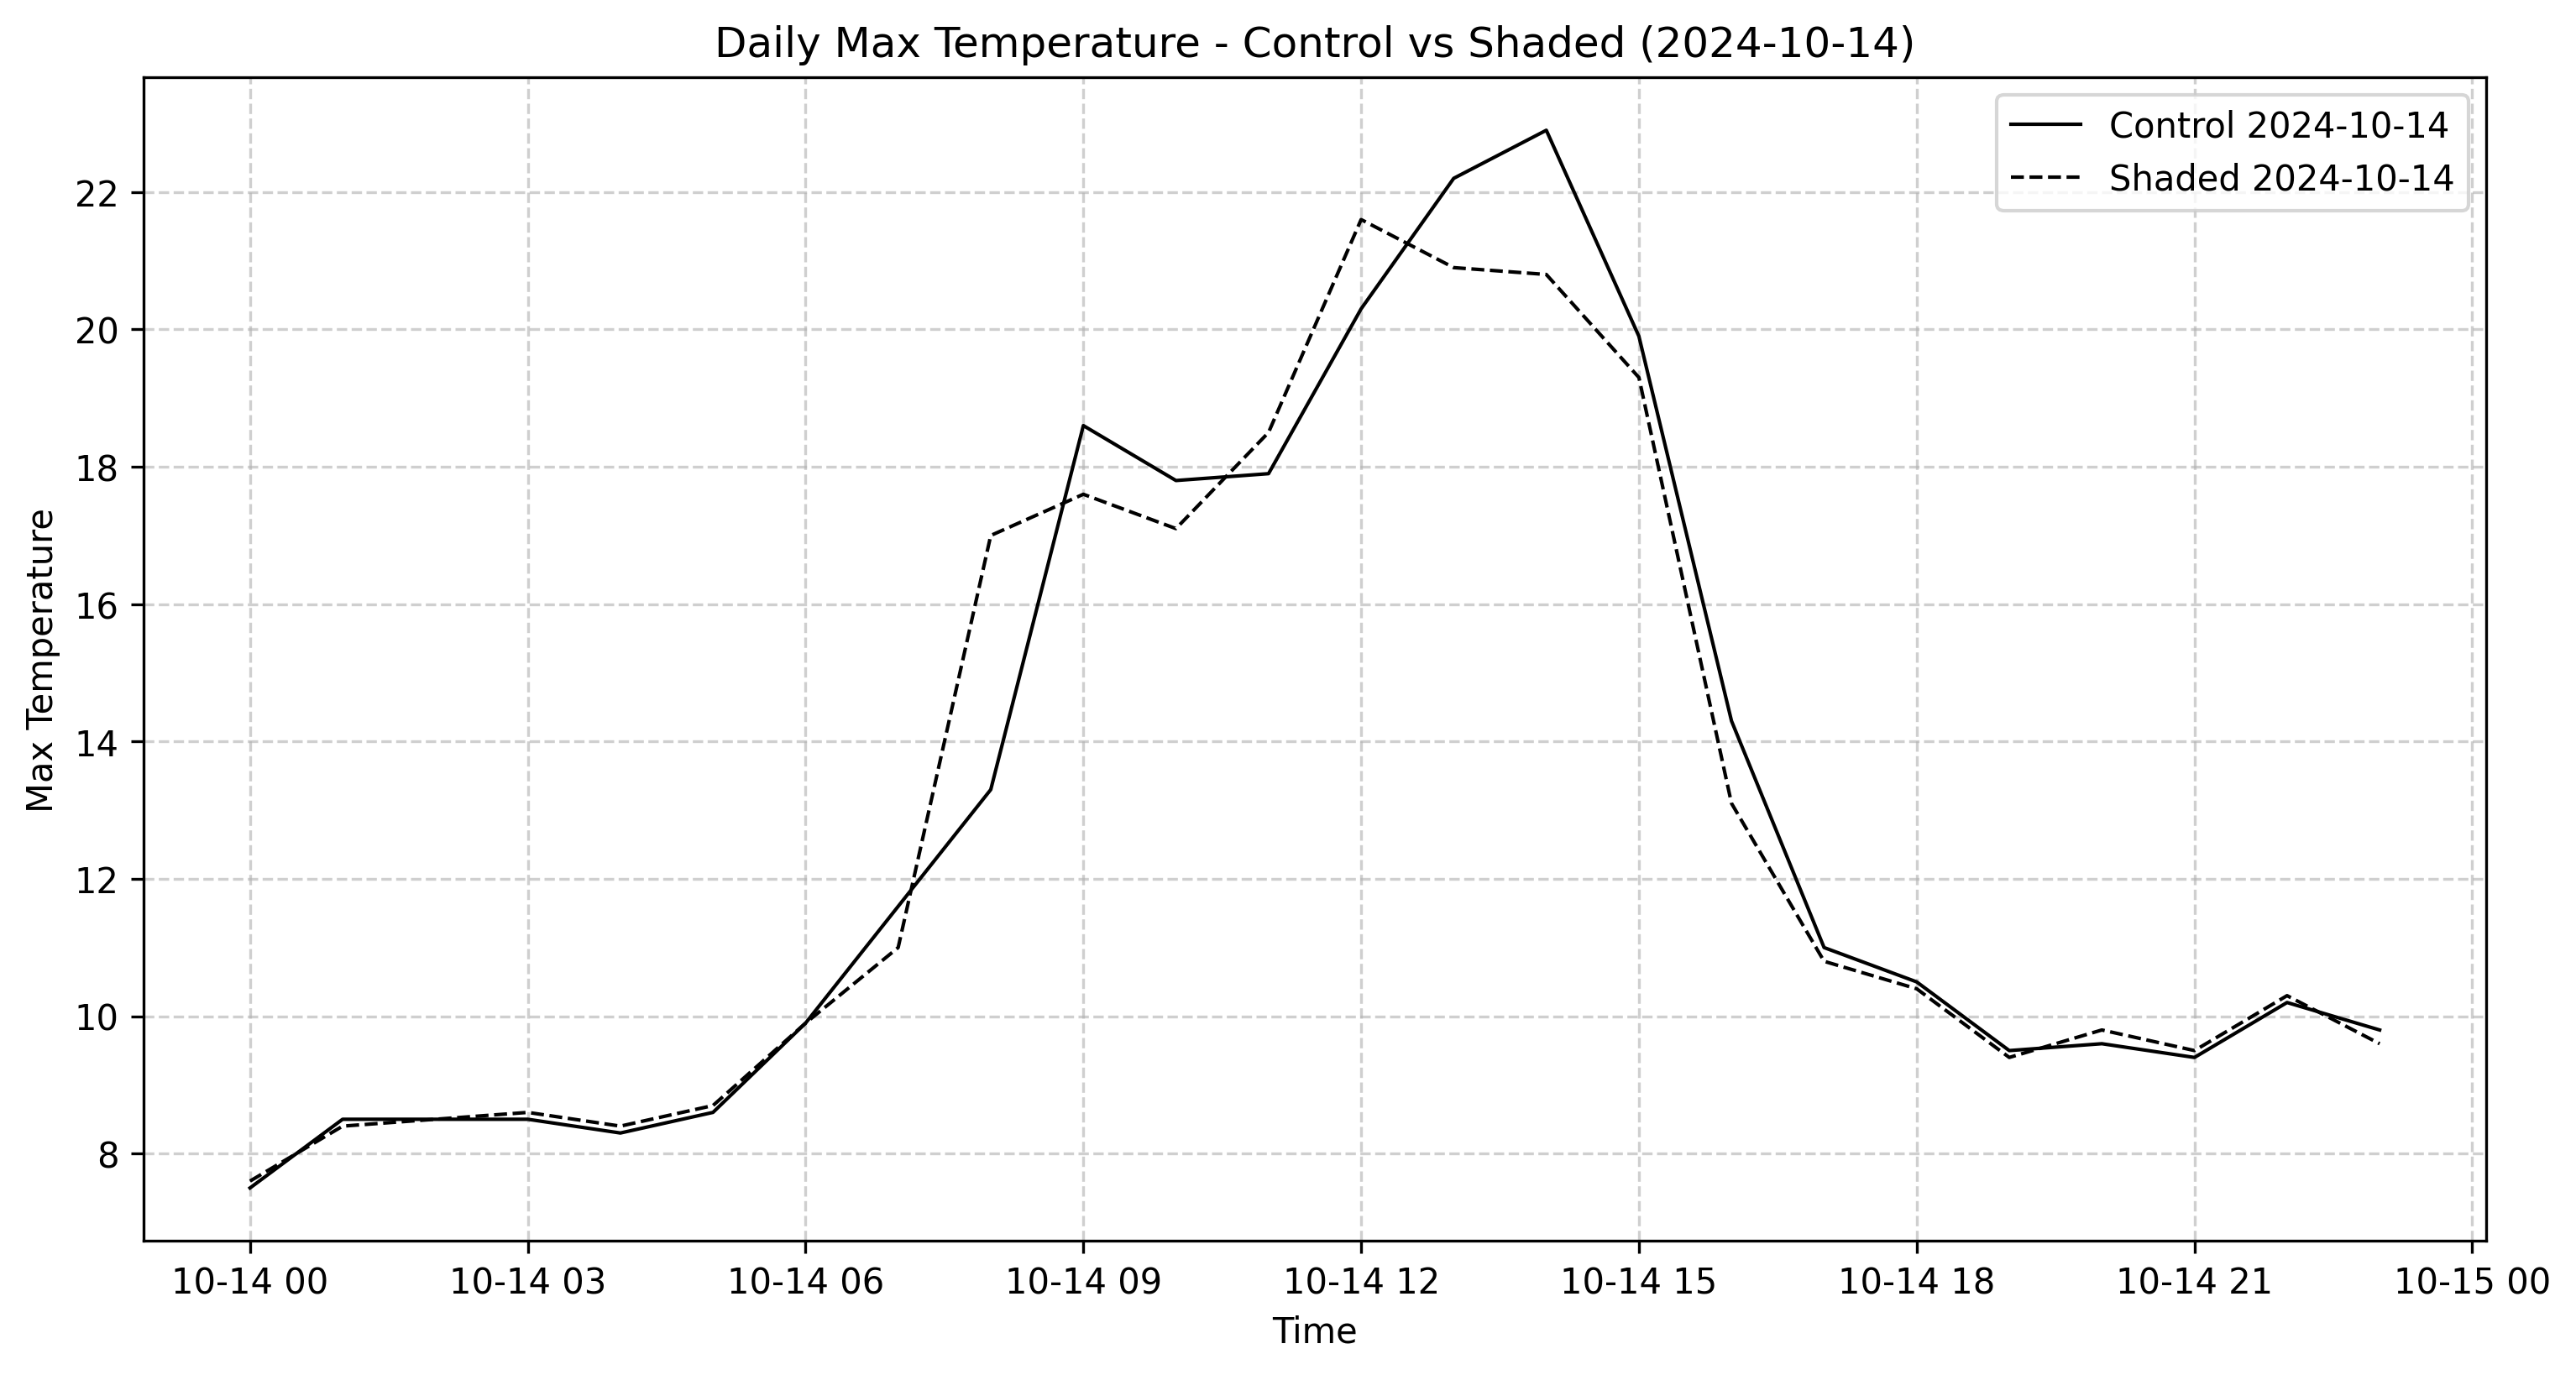 Daily Max Temperature - Control vs Shaded (2024-10-14)
Control 2024-10-14
Shaded 2024-10-14
Max Temperature
22
20
18
16
14
12
10
8
10-14 00 10-14 03 10-14 06 10-14 09 10-14 12 10-14 15 10-14 18 10-14 21 10-15 00
Time